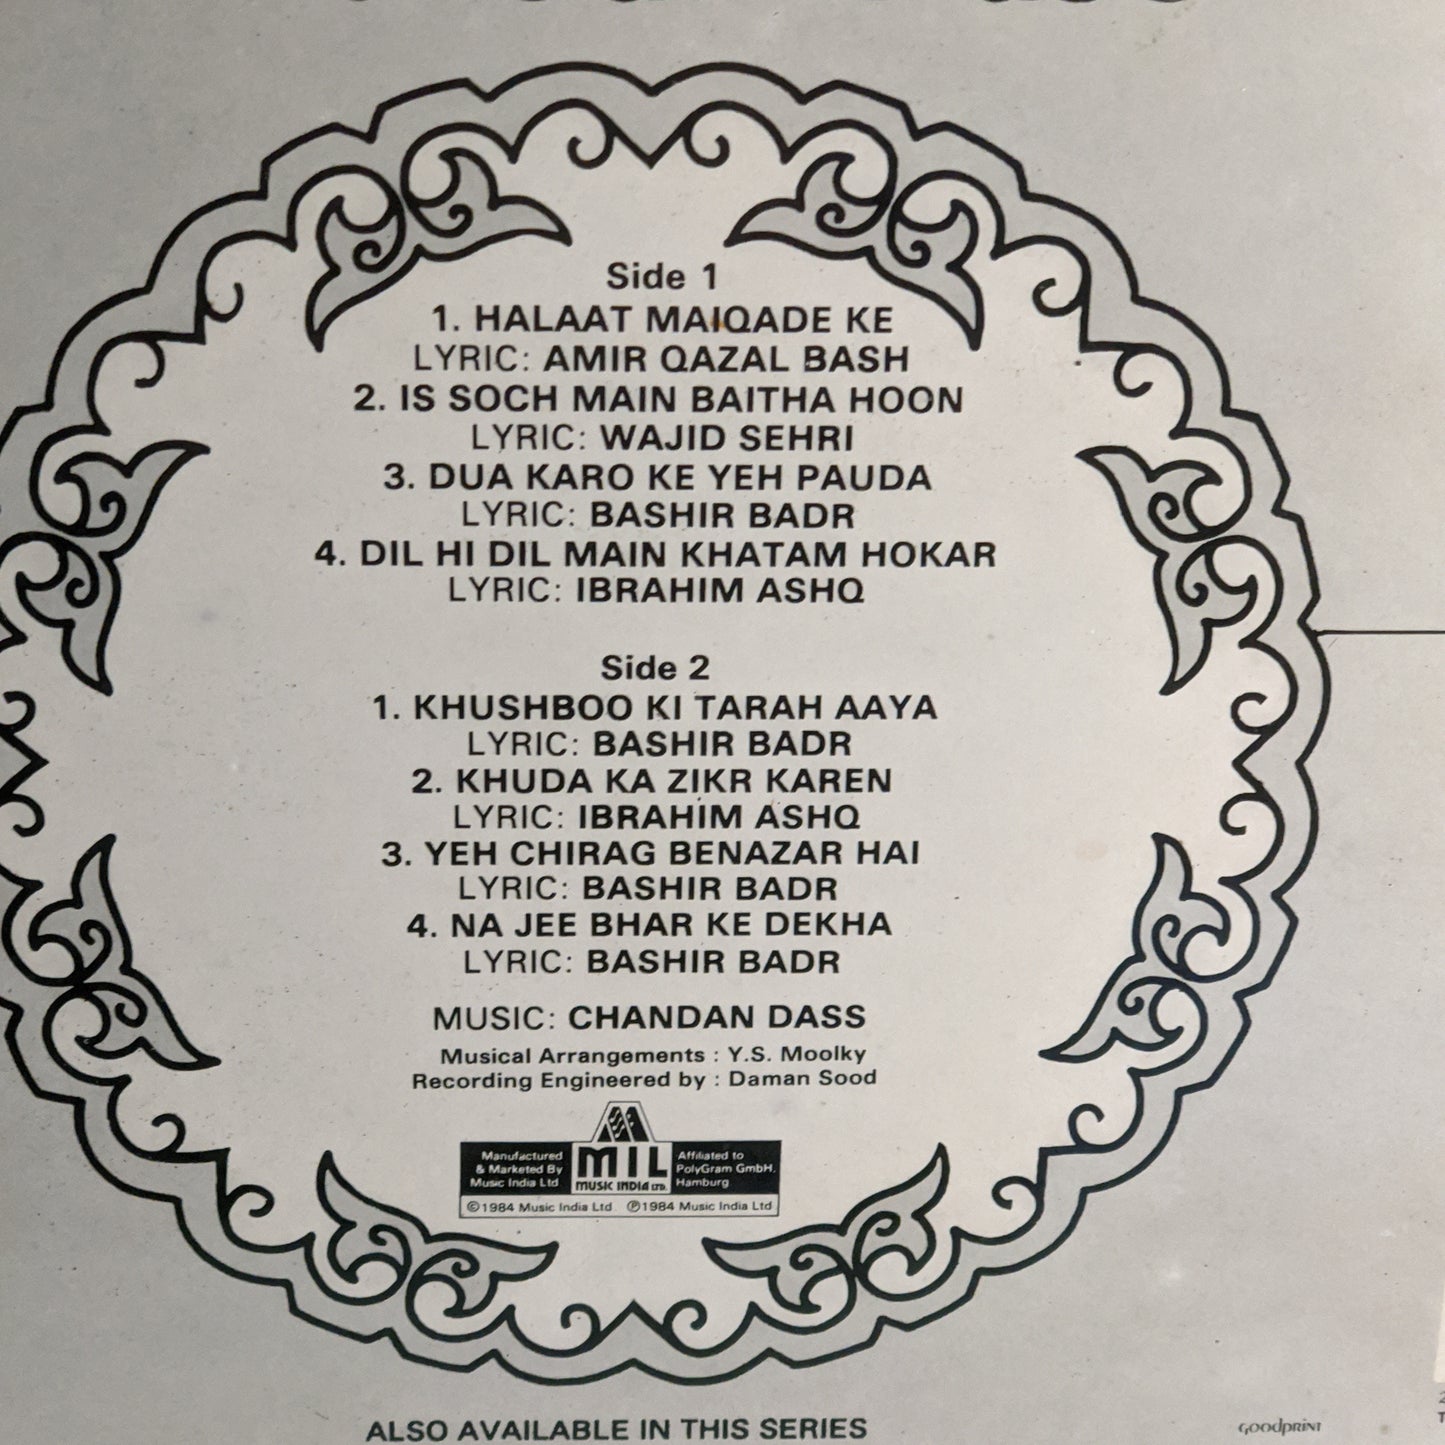 Side 1
1. HALAAT MAIQADE KE
LYRIC: AMIR QAZAL BASH
2. IS SOCH MAIN BAITHA HOON
LYRIC: WAJID SEHRI
3. DUA KARO KE YEH PAUDA
LYRIC: BASHIR BADR
4. DIL HI DIL MAIN KHATAM HOKAR
LYRIC: IBRAHIM ASHQ
Side 2
1. KHUSHBOO KI TARAH AAYA
LYRIC: BASHIR BADR
2. KHUDA KA ZIKR KAREN
LYRIC: IBRAHIM ASHQ
3. YEH CHIRAG BENAZAR HAI
LYRIC: BASHIR BADR
4. NA JEE BHAR KE DEKHA
LYRIC: BASHIR BADR
MUSIC: CHANDAN DASS
Musical Arrangements : Y.S. Moolky
Recording Engineered by : Daman Sood
Manufactured
& Marketed By
Music India Ltd
MIL
MUSIC INDIA LTD.
Affiliated to
PolyGram GmbH.
Hamburg
©1984 Music India Ltd ℗1984 Music India Ltd
ALSO AVAILABLE IN THIS SERIES
GOODPRINT